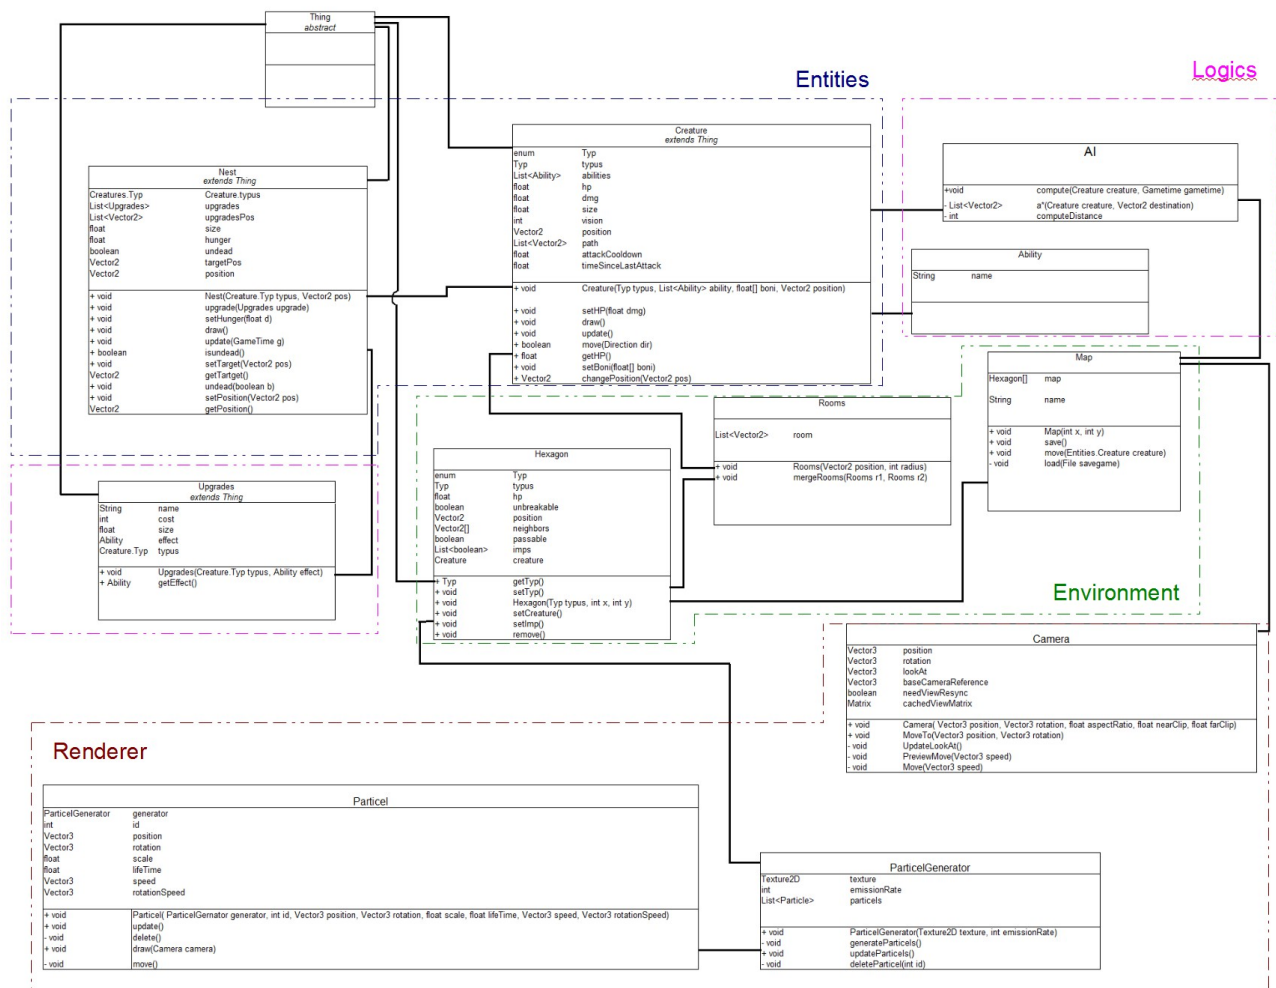 Thing
abstract
Entities
Logics
Nest
extends Thing
Creatures.Typ Creature.typus
List<Upgrades> upgrades
List<Vector2> upgradesPos
float size
float hunger
boolean undead
Vector2 targetPos
Vector2 position
+ void Nest(Creature.Typ typus, Vector2 pos)
+ void upgrade(Upgrades upgrade)
+ void setHunger(float d)
+ void draw()
+ void update(GameTime g)
+ boolean isundead()
+ void setTarget(Vector2 pos)
Vector2 getTartget()
+ void undead(boolean b)
+ void setPosition(Vector2 pos)
Vector2 getPosition()
Creature
extends Thing
enum Typ
Typ typus
List<Ability> abilities
float hp
float dmg
float size
int vision
Vector2 position
List<Vector2> path
float attackCooldown
float timeSinceLastAttack
+ void Creature(Typ typus, List<Ability> ability, float[] boni, Vector2 position)
+ void setHP(float dmg)
+ void draw()
+ void update()
+ boolean move(Direction dir)
+ float getHP()
+ void setBoni(float[] boni)
+ Vector2 changePosition(Vector2 pos)
AI
+void compute(Creature creature, Gametime gametime)
- List<Vector2> a*(Creature creature, Vector2 destination)
- int computeDistance
Ability
String name
Map
Hexagon[] map
String name
+ void Map(int x, int y)
+ void save()
+ void move(Entities.Creature creature)
- void load(File savegame)
Rooms
List<Vector2> room
+ void Rooms(Vector2 position, int radius)
+ void mergeRooms(Rooms r1, Rooms r2)
Hexagon
enum Typ
Typ typus
float hp
boolean unbreakable
Vector2 position
Vector2[] neighbors
boolean passable
List<boolean> imps
Creature creature
+ Typ getTyp()
+ void setTyp()
+ void Hexagon(Typ typus, int x, int y)
+ void setCreature()
+ void setImp()
+ void remove()
Upgrades
extends Thing
String name
int cost
float size
Ability effect
Creature.Typ typus
+ void Upgrades(Creature.Typ typus, Ability effect)
+ Ability getEffect()
Environment
Camera
Vector3 position
Vector3 rotation
Vector3 lookAt
Vector3 baseCameraReference
boolean needViewResync
Matrix cachedViewMatrix
+ void Camera( Vector3 position, Vector3 rotation, float aspectRatio, float nearClip, float farClip)
+ void MoveTo(Vector3 position, Vector3 rotation)
- void UpdateLookAt()
- void PreviewMove(Vector3 speed)
- void Move(Vector3 speed)
Renderer
Particel
ParticelGenerator generator
int id
Vector3 position
Vector3 rotation
float scale
float lifeTime
Vector3 speed
Vector3 rotationSpeed
+ void Particel( ParticelGernator generator, int id, Vector3 position, Vector3 rotation, float scale, float lifeTime, Vector3 speed, Vector3 rotationSpeed)
+ void update()
- void delete()
+ void draw(Camera camera)
- void move()
ParticelGenerator
Texture2D texture
int emissionRate
List<Particle> particels
+ void ParticelGenerator(Texture2D texture, int emissionRate)
- void generateParticels()
+ void updateParticels()
- void deleteParticel(int id)